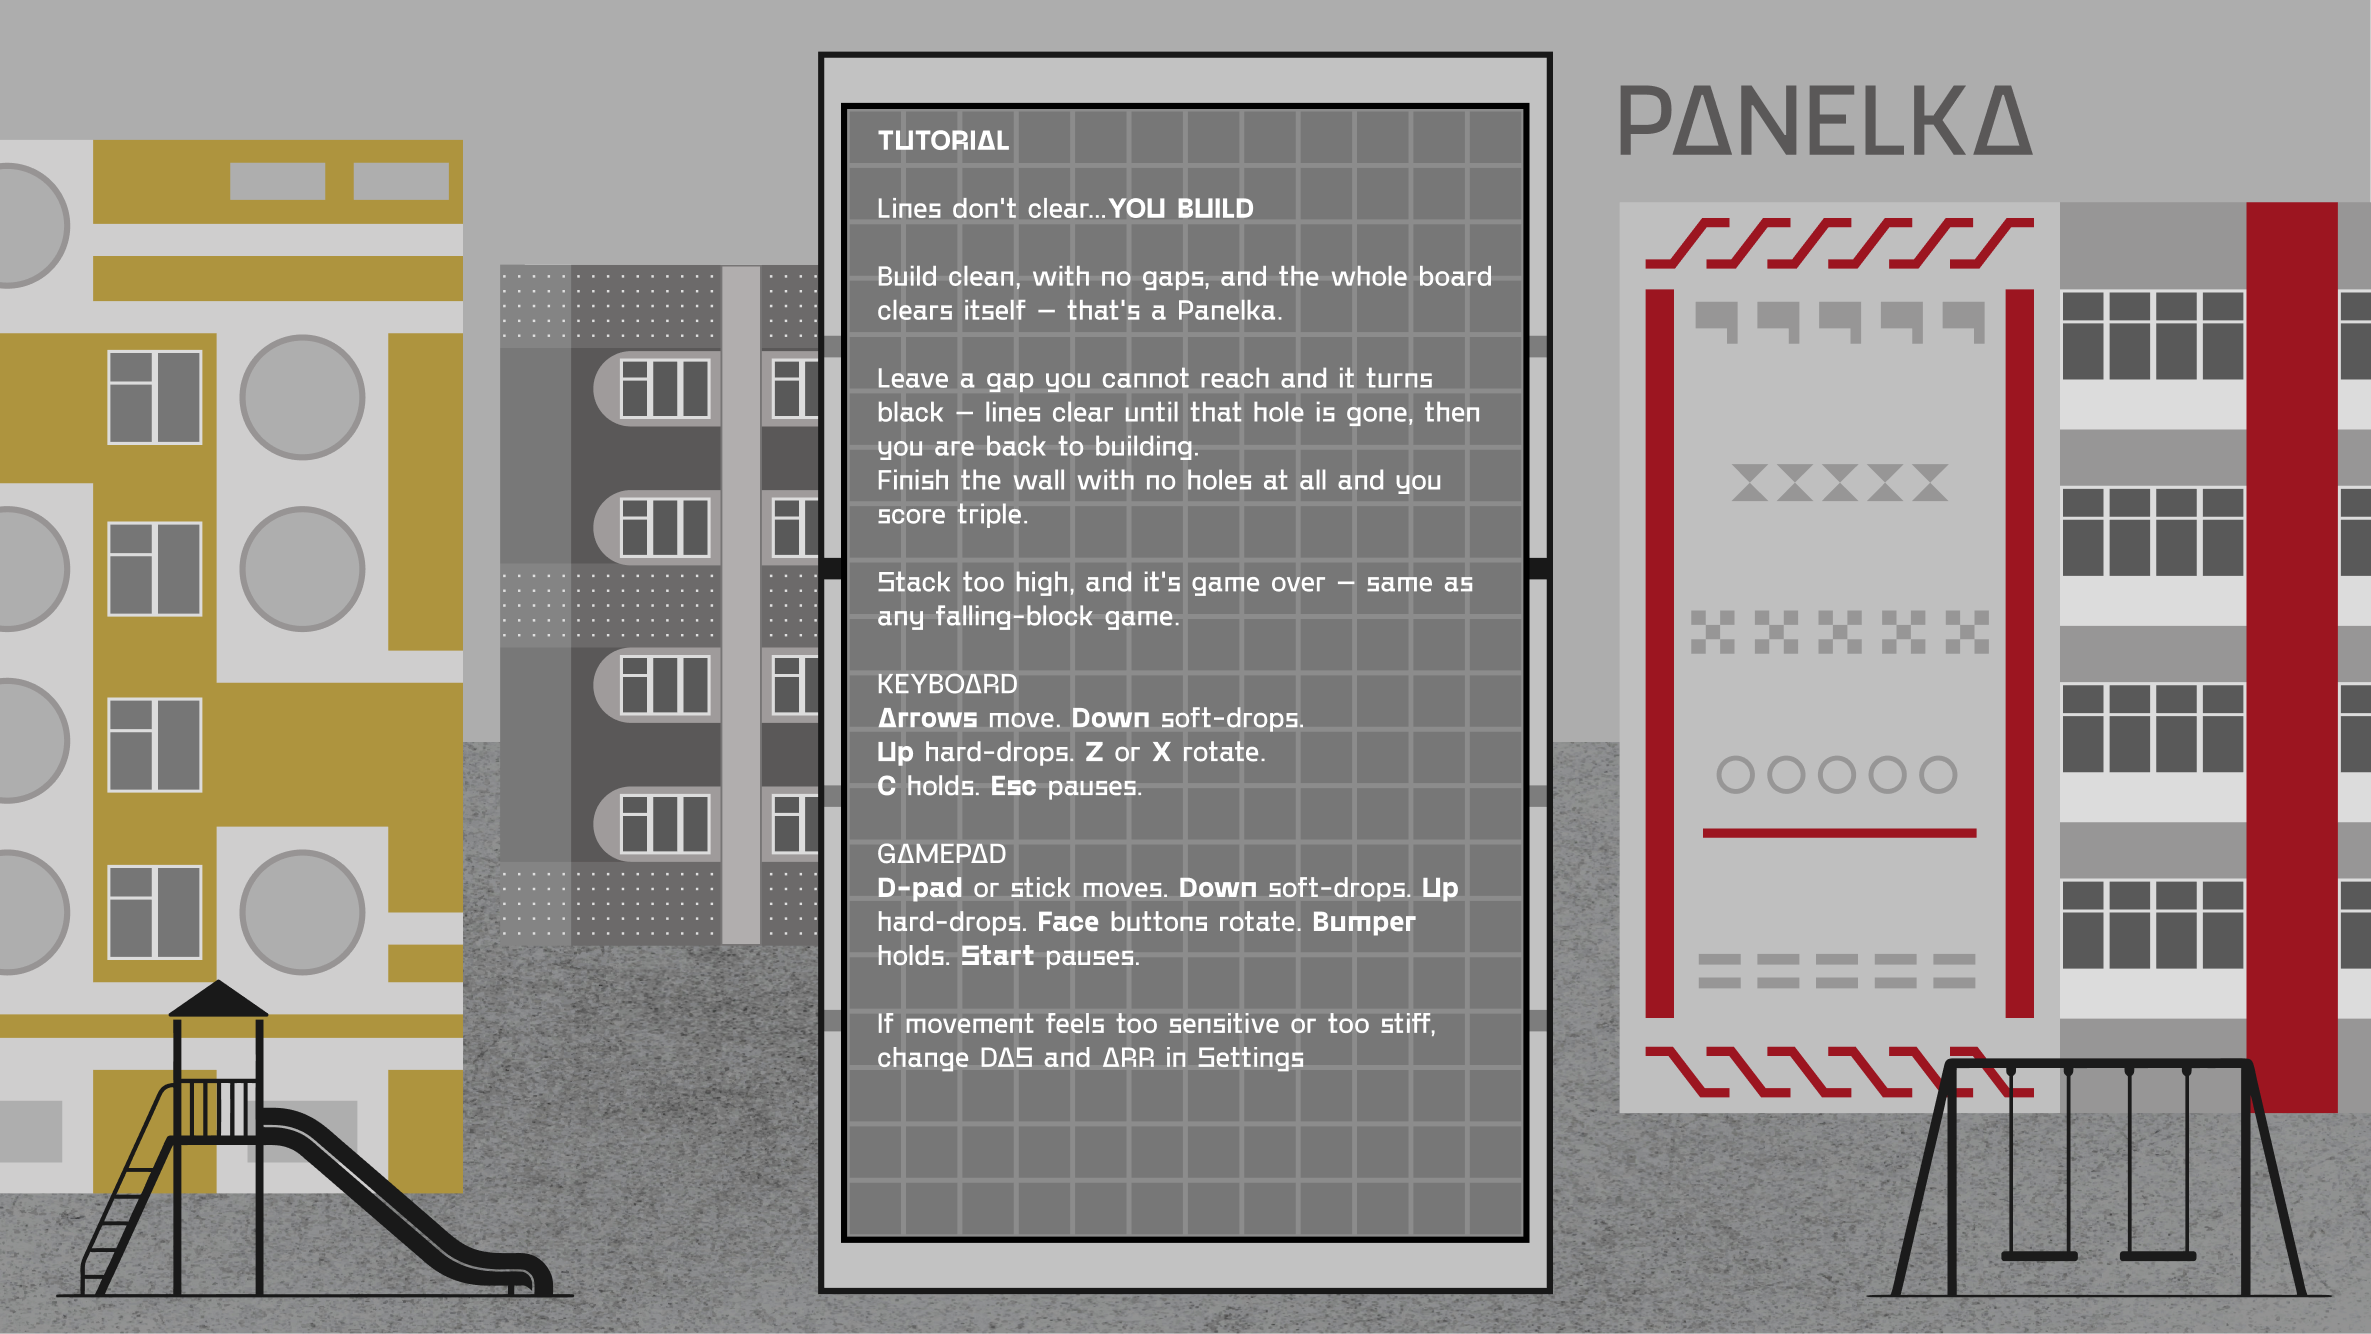 PANELKA
TUTORIAL
Lines don't clear...YOU BUILD
Build clean, with no gaps, and the whole board
clears itself – that's a Panelka.
Leave a gap you cannot reach and it turns
black – lines clear until that hole is gone, then
you are back to building.
Finish the wall with no holes at all and you
score triple.
Stack too high, and it's game over – same as
any falling-block game.
KEYBOARD
Arrows move. Down soft-drops.
Up hard-drops. Z or X rotate.
C holds. Esc pauses.
GAMEPAD
D-pad or stick moves. Down soft-drops. Up
hard-drops. Face buttons rotate. Bumper
holds. Start pauses.
If movement feels too sensitive or too stiff,
change DAS and ARR in Settings